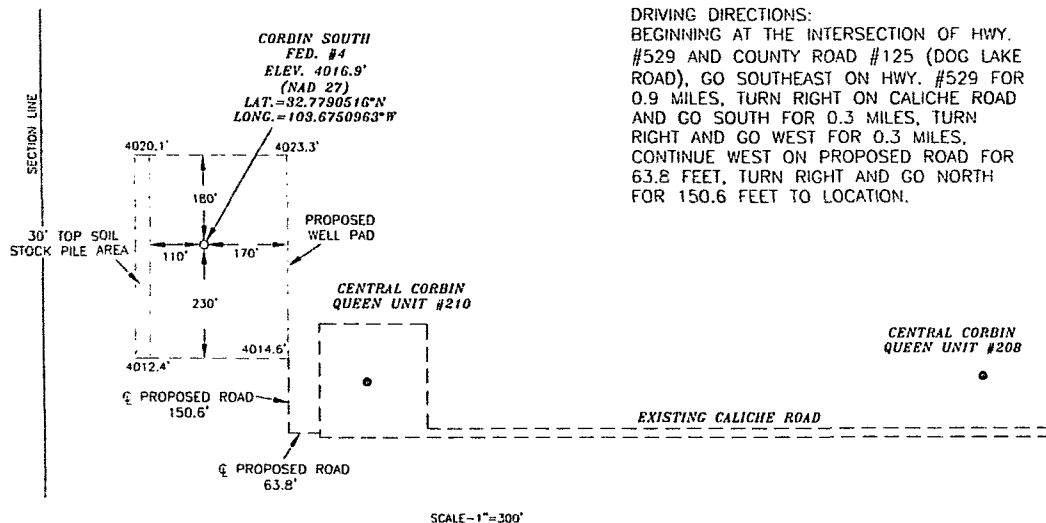 DRIVING DIRECTIONS:
BEGINNING AT THE INTERSECTION OF HWY.
#529 AND COUNTY ROAD #125 (DOG LAKE
ROAD), GO SOUTHEAST ON HWY. #529 FOR
0.9 MILES, TURN RIGHT ON CALICHE ROAD
AND GO SOUTH FOR 0.3 MILES, TURN
RIGHT AND GO WEST FOR 0.3 MILES,
CONTINUE WEST ON PROPOSED ROAD FOR
63.8 FEET, TURN RIGHT AND GO NORTH
FOR 150.6 FEET TO LOCATION.
CORBIN SOUTH
FED. #4
ELEV. 4016.9'
(NAD 27)
LAT.=32.7790516°N
LONG.=103.6750963°W
SECTION LINE
4020.1'
4023.3'
180'
30' TOP SOIL
STOCK PILE AREA
110'
170'
PROPOSED
WELL PAD
230'
CENTRAL CORBIN
QUEEN UNIT #210
CENTRAL CORBIN
QUEEN UNIT #208
4012.4'
4014.6'
℄ PROPOSED ROAD
150.6'
EXISTING CALICHE ROAD
℄ PROPOSED ROAD
63.8'
SCALE-1"=300'